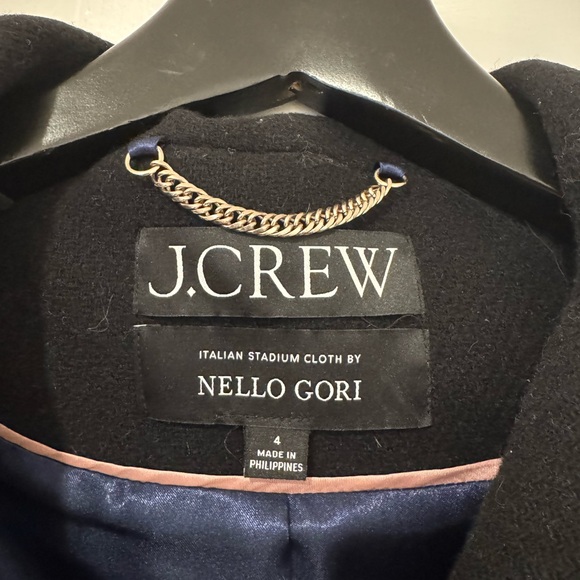 J.CREW
ITALIAN STADIUM CLOTH BY
NELLO GORI
4
MADE IN
PHILIPPINES